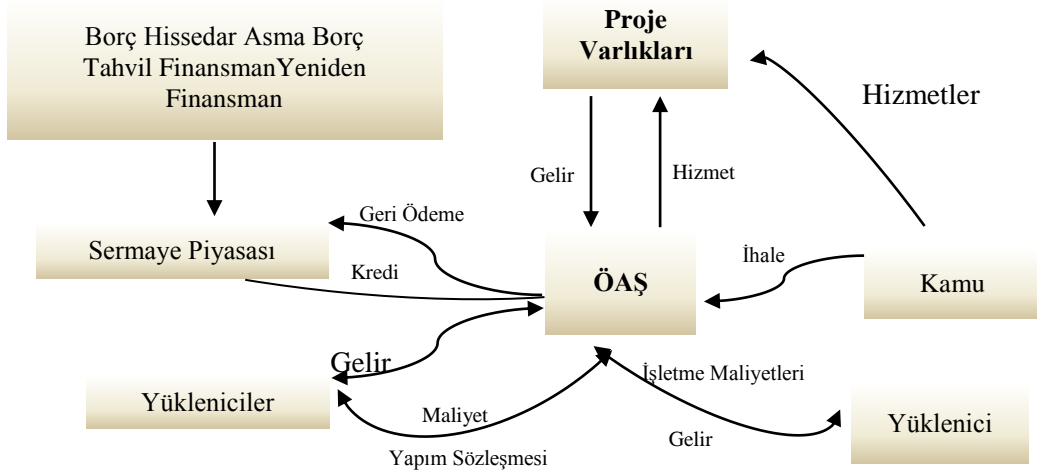 Borç Hissedar Asma Borç
Tahvil FinansmanYeniden
Finansman
Proje
Varlıkları
Hizmetler
Gelir
Hizmet
Geri Ödeme
Sermaye Piyasası
Kredi
ÖAŞ
İhale
Kamu
Gelir
Yükleniciler
Maliyet
Yapım Sözleşmesi
İşletme Maliyetleri
Gelir
Yüklenici